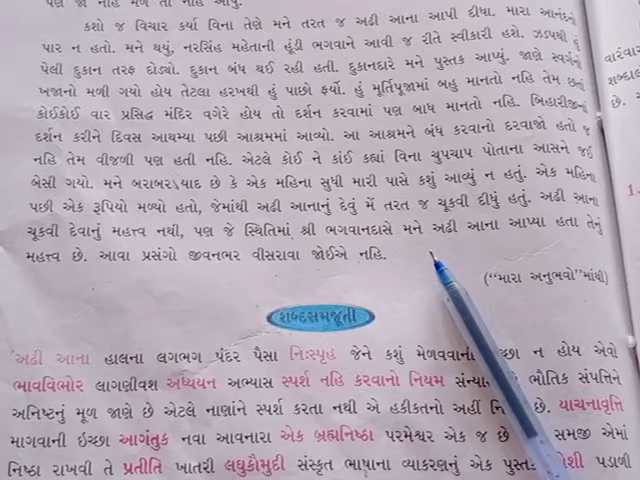 કશો જ વિચાર કર્યા વિના તેણે મને તરત જ અઢી આના આપી દીધા. મારા આનંદનો
પાર ન હતો. મને થયું, નરસિંહ મહેતાની હૂંડી ભગવાને આવી જ રીતે સ્વીકારી હશે. ઝડપથી હું
પેલી દુકાન તરફ દોડ્યો. દુકાન બંધ થઈ રહી હતી. દુકાનદારે મને પુસ્તક આપ્યું. જાણે સ્વર્ગનો
ખજાનો મળી ગયો હોય તેટલા હરખથી હું પાછો ફર્યો. હું મૂર્તિપૂજામાં બહુ માનતો નહિ તેમ છતાં
કોઈકોઈ વાર પ્રસિદ્ધ મંદિર વગેરે હોય તો દર્શન કરવામાં પણ બાધ માનતો નહિ. બિહારીજીનાં
દર્શન કરીને દિવસ આથમ્યા પછી આશ્રમમાં આવ્યો. આ આશ્રમને બંધ કરવાનો દરવાજો હતો જ
નહિ તેમ વીજળી પણ હતી નહિ. એટલે કોઈ ને કાંઈ કહ્યાં વિના ચુપચાપ પોતાના આસને જઈ
બેસી ગયો. મને બરાબર યાદ છે કે એક મહિના સુધી મારી પાસે કશું આવ્યું ન હતું. એક મહિના
પછી એક રૂપિયો મળ્યો હતો, જેમાંથી અઢી આનાનું દેવું મેં તરત જ ચૂકવી દીધું હતું. અઢી આના
ચૂકવી દેવાનું મહત્ત્વ નથી, પણ જે સ્થિતિમાં શ્રી ભગવાનદાસે મને અઢી આના આપ્યા હતા તેનું
મહત્ત્વ છે. આવા પ્રસંગો જીવનભર વીસરાવા જોઈએ નહિ.
(“મારા અનુભવો”માંથી)
શબ્દસમજૂતી
અઢી આના હાલના લગભગ પંદર પૈસા નિઃસ્પૃહ જેને કશું મેળવવાની ન હોય એવો
ભાવવિભોર લાગણીવશ અધ્યયન અભ્યાસ સ્પર્શ નહિ કરવાનો નિયમ ભૌતિક સંપત્તિને
અનિષ્ટનું મૂળ જાણે છે એટલે નાણાંને સ્પર્શ કરતા નથી એ હકીકતનો અહીં છે. યાચનાવૃત્તિ
માગવાની ઈચ્છા આગંતુક નવા આવનારા એક બ્રહ્મનિષ્ઠા પરમેશ્વર એક જ છે સમજી એમાં
નિષ્ઠા રાખવી તે પ્રતીતિ ખાતરી લઘુકૌમુદી સંસ્કૃત ભાષાના વ્યાકરણનું એક પડાળી
વારંવાર
છે.
1.